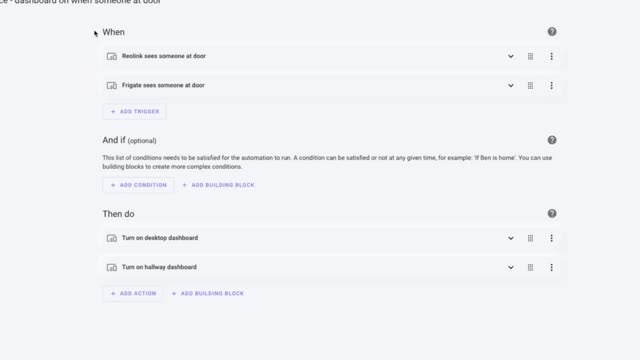 ce - dashboard on when someone at door
When
Reolink sees someone at door
Frigate sees someone at door
+ ADD TRIGGER
And if (optional)
This list of conditions needs to be satisfied for the automation to run. A condition can be satisfied or not at any given time, for example: 'If Ben is home'. You can use
building blocks to create more complex conditions.
+ ADD CONDITION + ADD BUILDING BLOCK
Then do
Turn on desktop dashboard
Turn on hallway dashboard
+ ADD ACTION + ADD BUILDING BLOCK